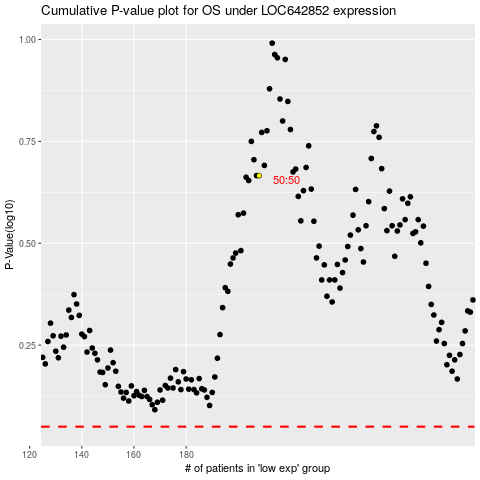 Cumulative P-value plot for OS under LOC642852 expression
P-Value(log10)
1.00
0.75
0.50
0.25
50:50
120 140 160 180
# of patients in 'low exp' group